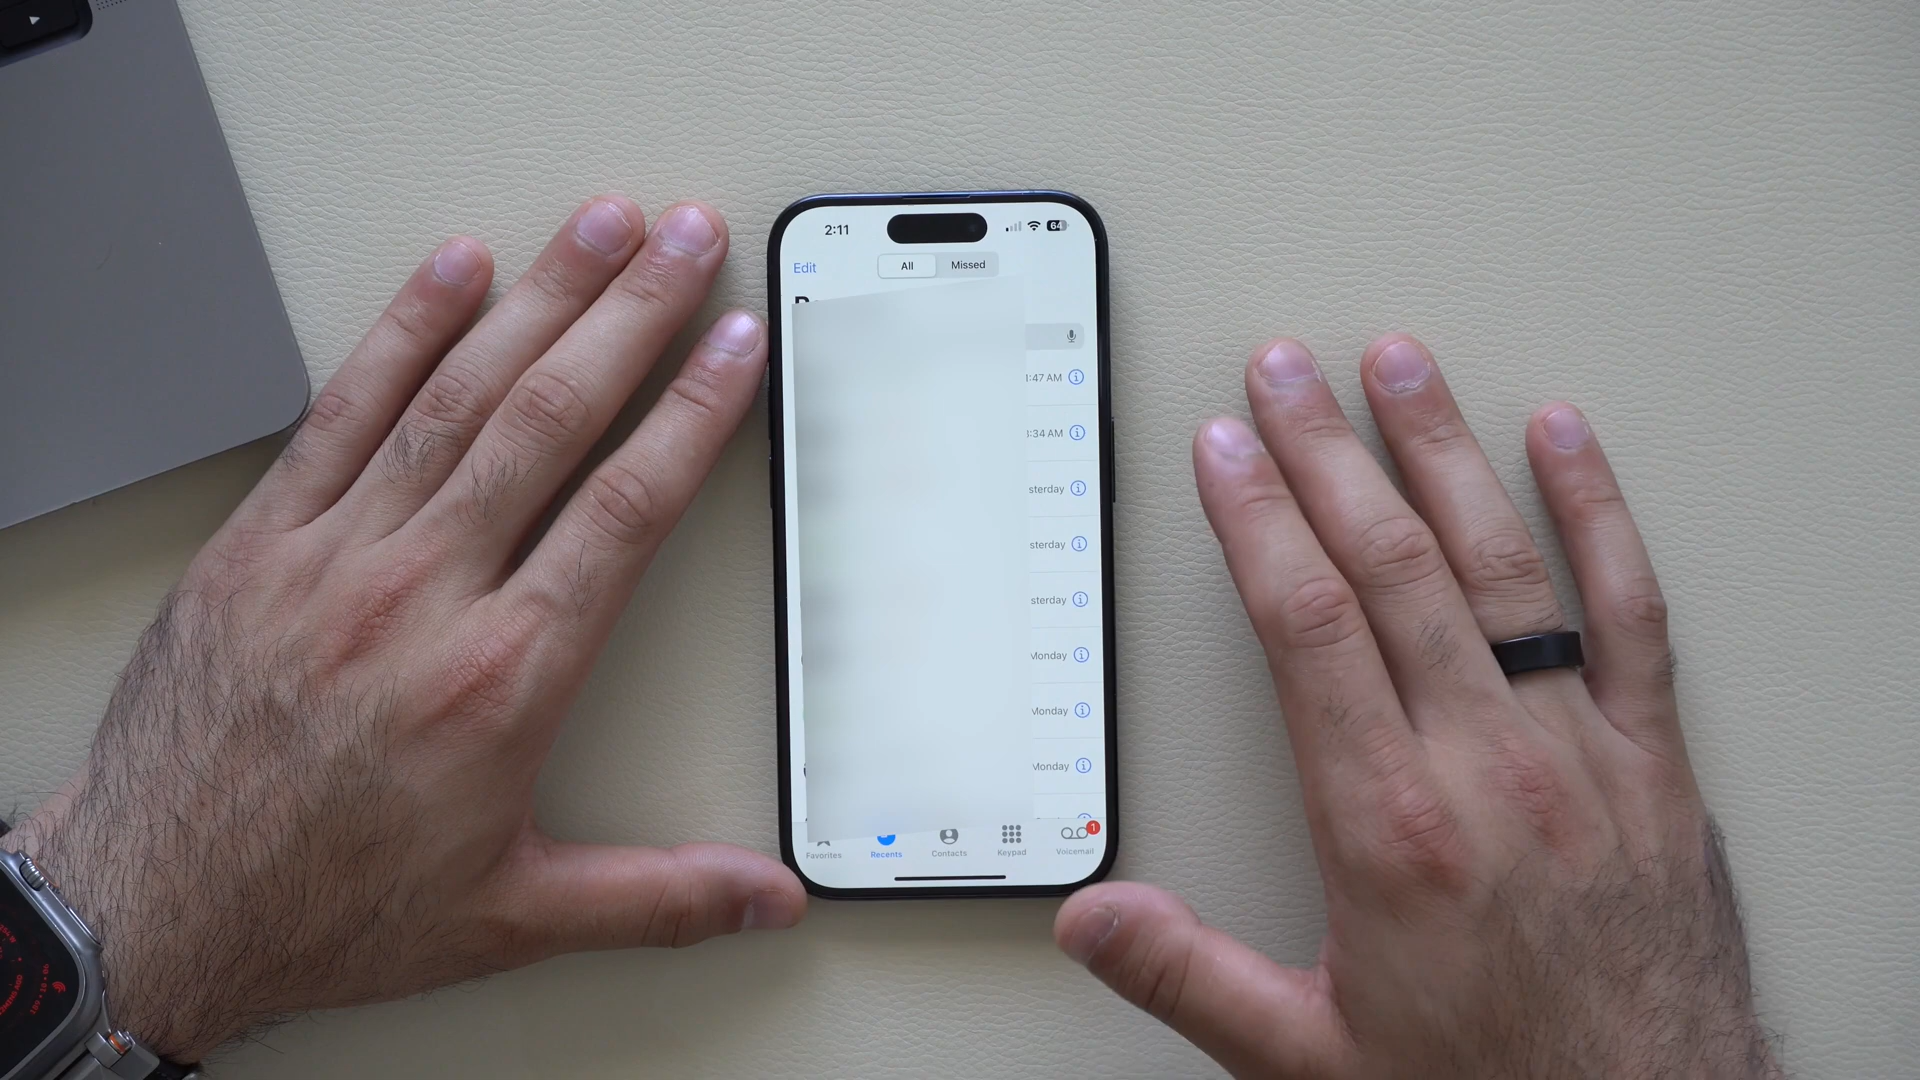 2:11
64
Edit
All
Missed
:47 AM
:34 AM
sterday
sterday
sterday
Monday
Monday
Monday
Favorites
Recents
Contacts
Keypad
Voicemail
1